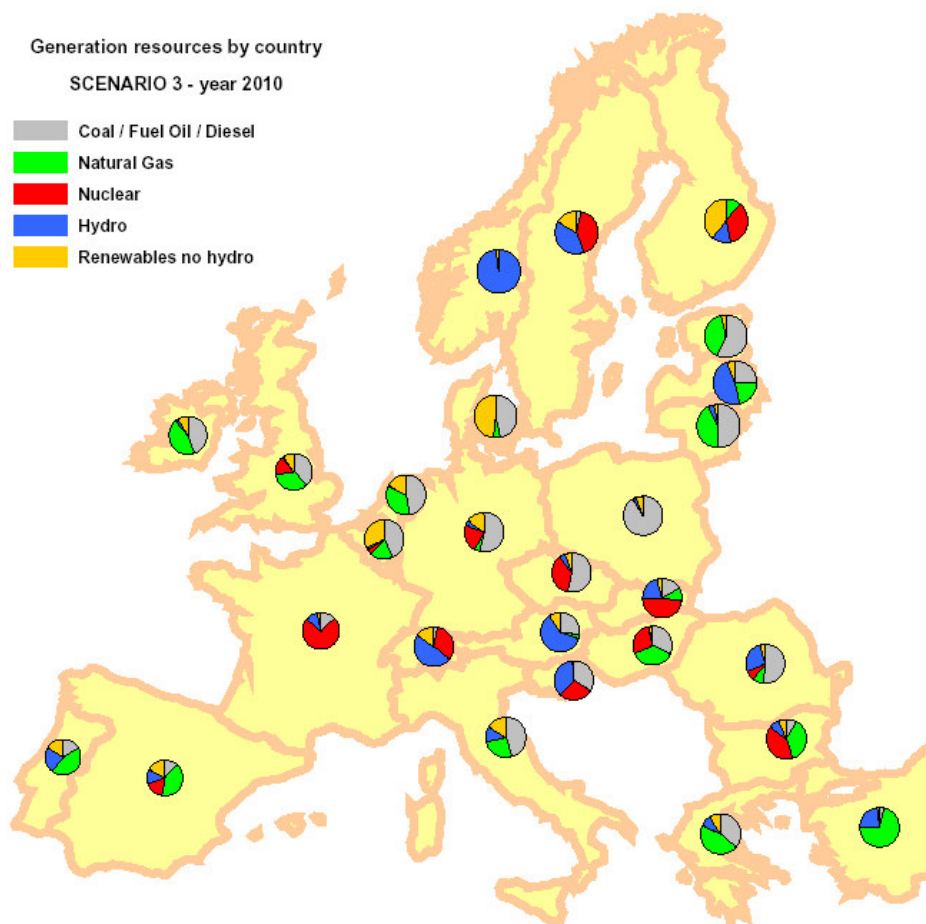 Generation resources by country
SCENARIO 3 - year 2010
Coal / Fuel Oil / Diesel
Natural Gas
Nuclear
Hydro
Renewables no hydro